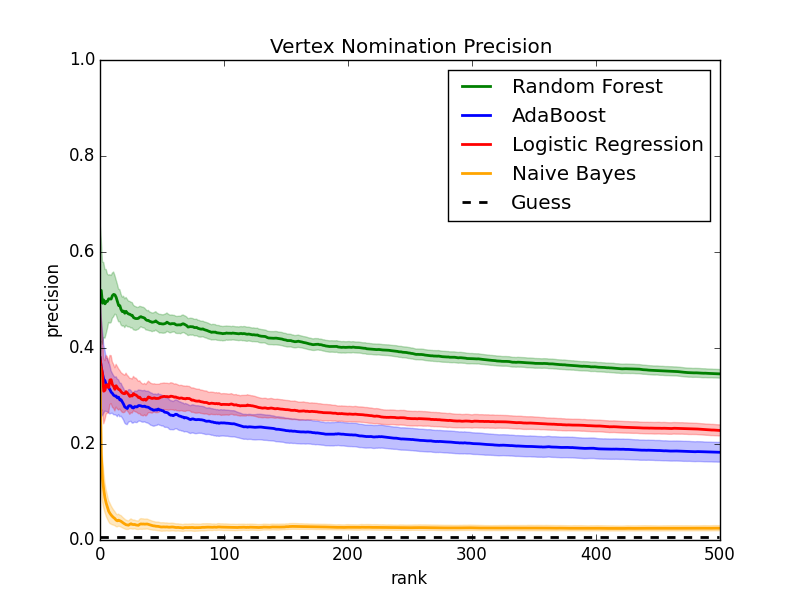 Vertex Nomination Precision
1.0
0.8
0.6
0.4
0.2
0.0
precision
Random Forest
AdaBoost
Logistic Regression
Naive Bayes
Guess
0 100 200 300 400 500
rank